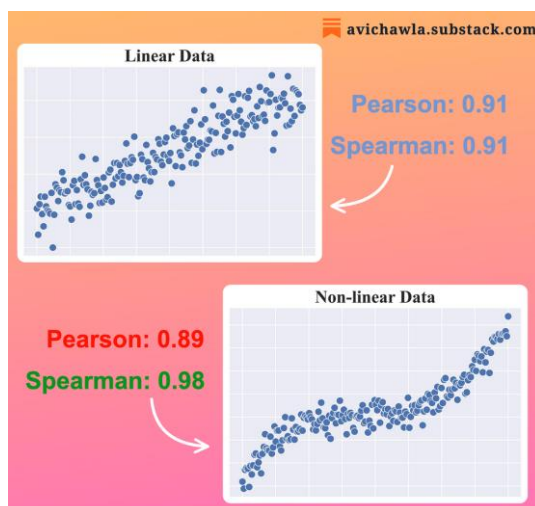 avichawla.substack.com
Linear Data
Pearson: 0.91
Spearman: 0.91
Non-linear Data
Pearson: 0.89
Spearman: 0.98